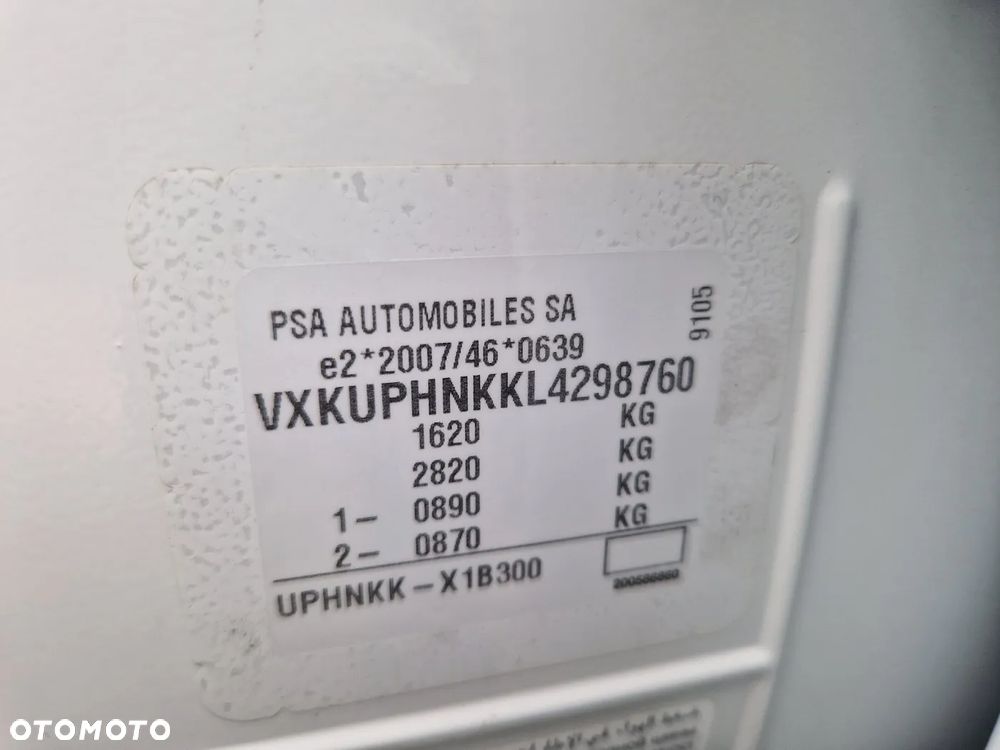 PSA AUTOMOBILES SA
9105
e2*2007/46*0639
VXKUPHNKKL4298760
1620 KG
2820 KG
1- 0890 KG
2- 0870 KG
UPHNKK-X1B300
OTOMOTO